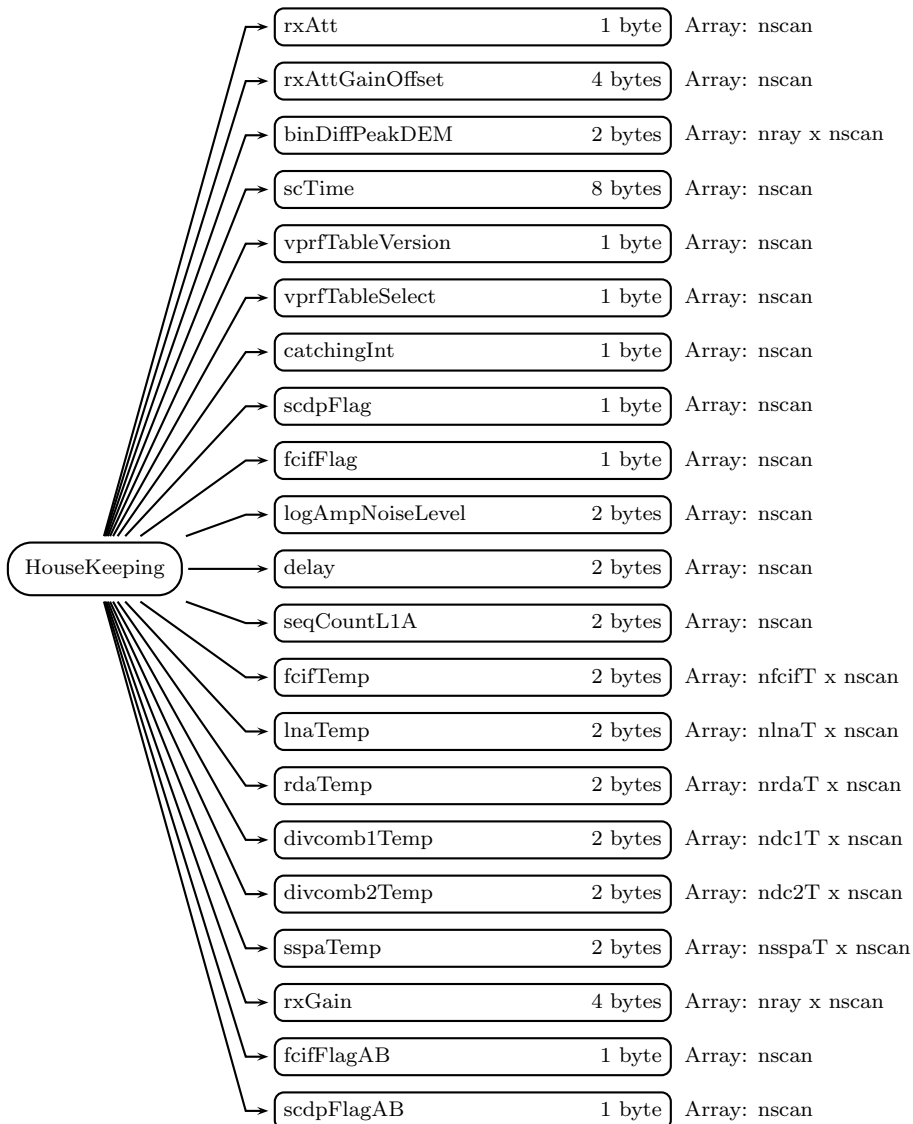 rxAtt 1 byte Array: nscan
rxAttGainOffset 4 bytes Array: nscan
binDiffPeakDEM 2 bytes Array: nray x nscan
scTime 8 bytes Array: nscan
vprfTableVersion 1 byte Array: nscan
vprfTableSelect 1 byte Array: nscan
catchingInt 1 byte Array: nscan
scdpFlag 1 byte Array: nscan
fcifFlag 1 byte Array: nscan
logAmpNoiseLevel 2 bytes Array: nscan
HouseKeeping delay 2 bytes Array: nscan
seqCountL1A 2 bytes Array: nscan
fcifTemp 2 bytes Array: nfcifT x nscan
lnaTemp 2 bytes Array: nlnaT x nscan
rdaTemp 2 bytes Array: nrdaT x nscan
divcomb1Temp 2 bytes Array: ndc1T x nscan
divcomb2Temp 2 bytes Array: ndc2T x nscan
sspaTemp 2 bytes Array: nsspaT x nscan
rxGain 4 bytes Array: nray x nscan
fcifFlagAB 1 byte Array: nscan
scdpFlagAB 1 byte Array: nscan